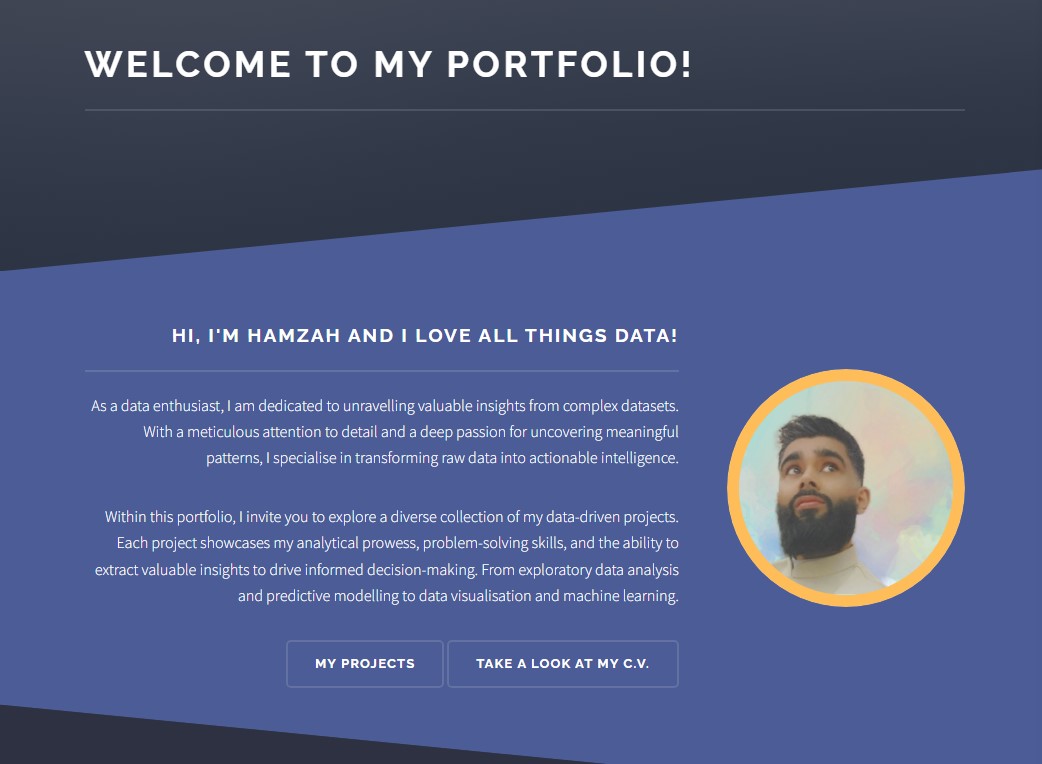 WELCOME TO MY PORTFOLIO!
HI, I'M HAMZAH AND I LOVE ALL THINGS DATA!
As a data enthusiast, I am dedicated to unravelling valuable insights from complex datasets.
With a meticulous attention to detail and a deep passion for uncovering meaningful
patterns, I specialise in transforming raw data into actionable intelligence.
Within this portfolio, I invite you to explore a diverse collection of my data-driven projects.
Each project showcases my analytical prowess, problem-solving skills, and the ability to
extract valuable insights to drive informed decision-making. From exploratory data analysis
and predictive modelling to data visualisation and machine learning.
MY PROJECTS
TAKE A LOOK AT MY C.V.